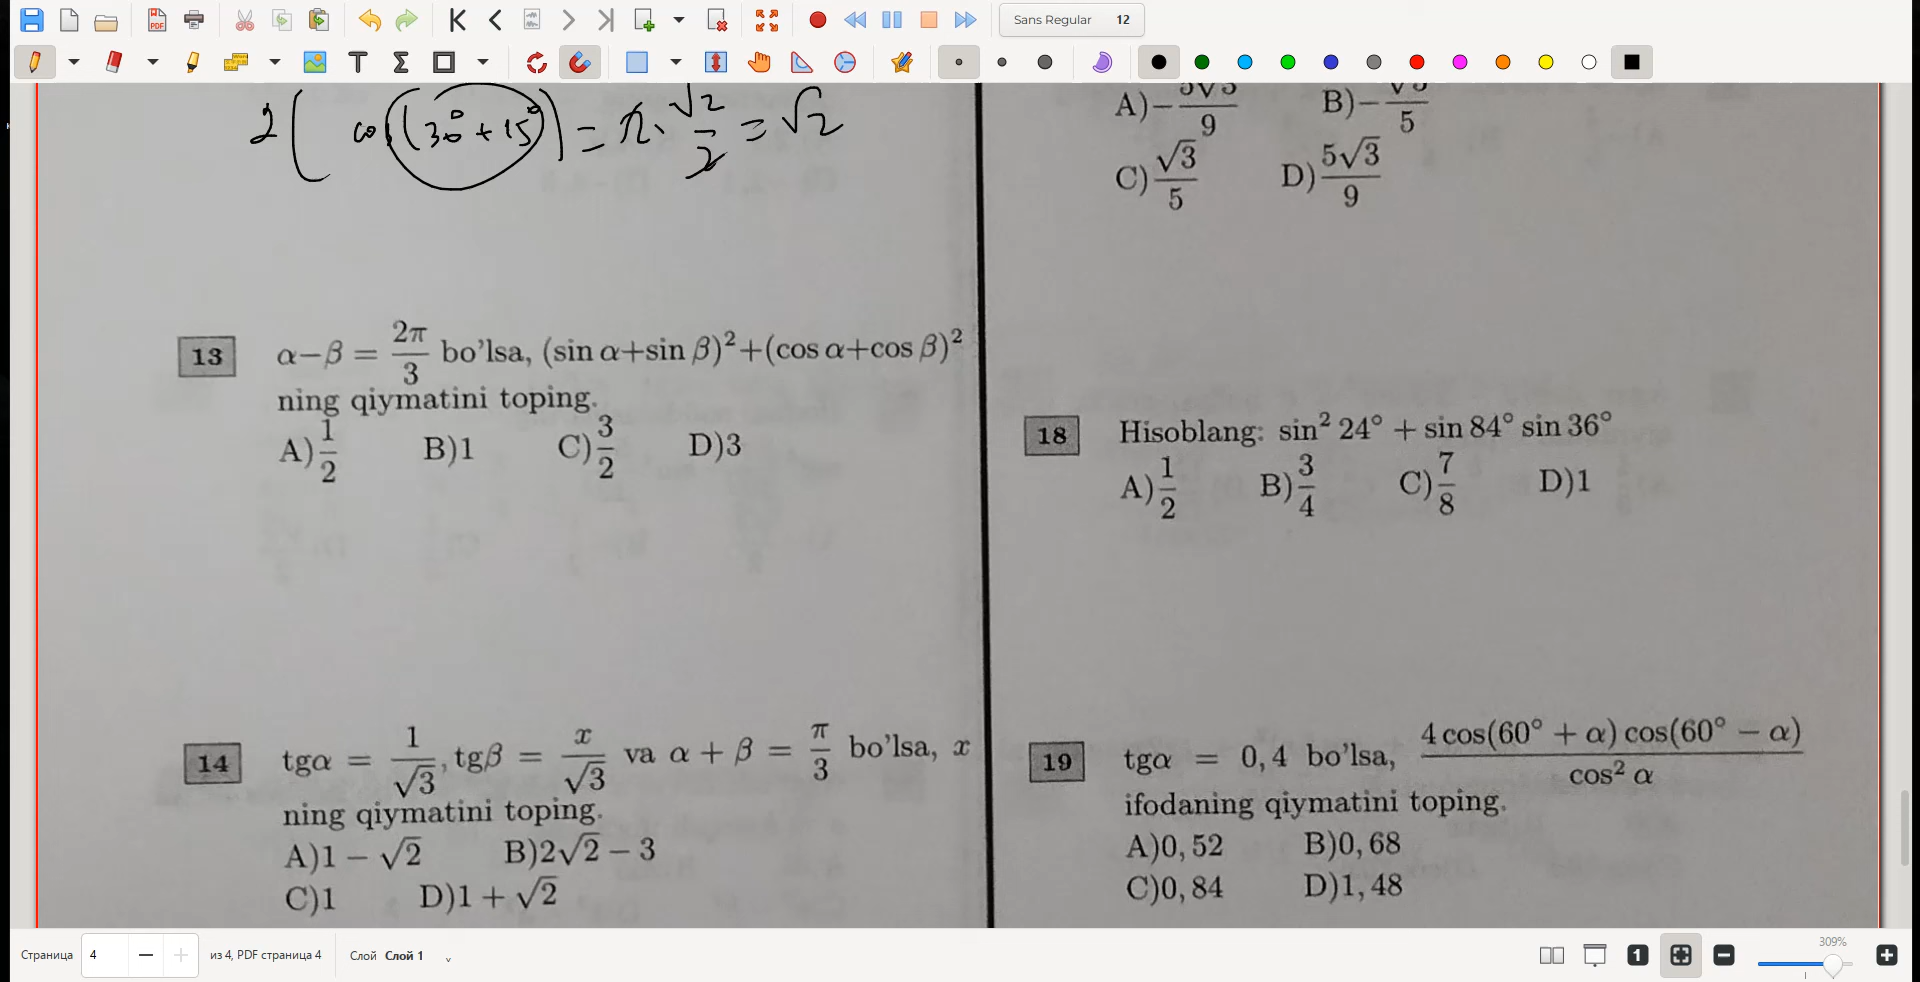 Sans Regular 12
2 ( cos (30° + 15°) ) = 2 · √2/2 = √2
13 α−β = 2π/3 bo'lsa, (sin α+sin β)²+(cos α+cos β)²
ning qiymatini toping.
A) 1/2 B)1 C) 3/2 D)3
14 tgα = 1/√3, tgβ = x/√3 va α + β = π/3 bo'lsa, x
ning qiymatini toping.
A)1 − √2 B)2√2 − 3
C)1 D)1 + √2
A)− 5√3/9 B)− √3/5
C) √3/5 D) 5√3/9
18 Hisoblang: sin² 24° + sin 84° sin 36°
A) 1/2 B) 3/4 C) 7/8 D)1
19 tgα = 0, 4 bo'lsa, 4 cos(60° + α) cos(60° − α)/cos² α
ifodaning qiymatini toping.
A)0, 52 B)0, 68
C)0, 84 D)1, 48
Страница 4 из 4, PDF страница 4 Слой Слой 1
309%